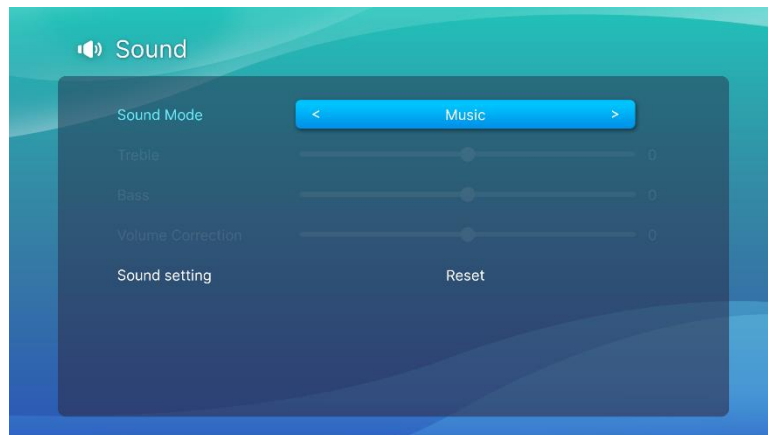 Sound
Sound Mode < Music >
Treble 0
Bass 0
Volume Correction 0
Sound setting Reset